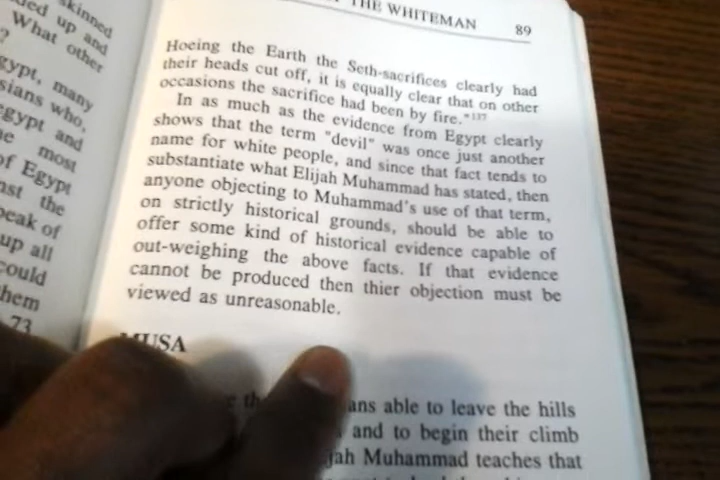 skinned
up and
What other
?
many
sians who,
gypt and
most
of Egypt
the
peak of
up all
could
hem
73
THE WHITEMAN 89
Hoeing the Earth the Seth-sacrifices clearly had
their heads cut off, it is equally clear that on other
occasions the sacrifice had been by fire."137
In as much as the evidence from Egypt clearly
shows that the term "devil" was once just another
name for white people, and since that fact tends to
substantiate what Elijah Muhammad has stated, then
anyone objecting to Muhammad's use of that term,
on strictly historical grounds, should be able to
offer some kind of historical evidence capable of
out-weighing the above facts. If that evidence
cannot be produced then thier objection must be
viewed as unreasonable.
MUSA
ans able to leave the hills
and to begin their climb
jah Muhammad teaches that